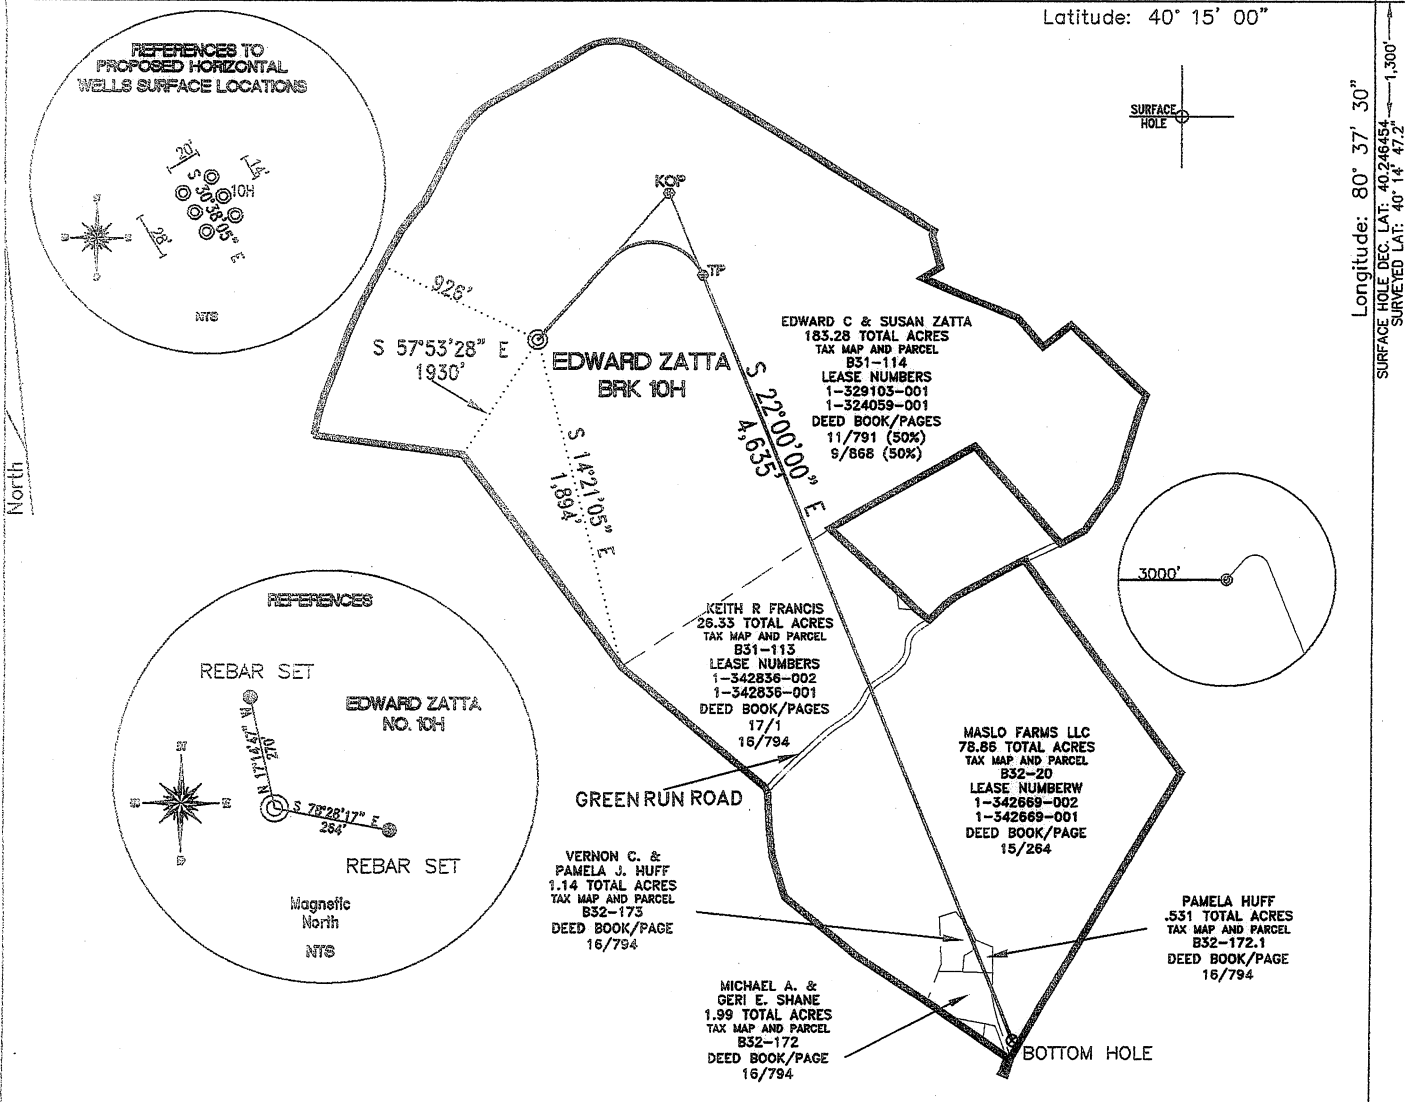 Latitude: 40° 15' 00"
SURFACE
HOLE
Longitude: 80° 37' 30"
SURFACE HOLE DEC. LAT: 40.246454
SURVEYED LAT: 40° 14' 47.2"
1,300'
REFERENCES TO
PROPOSED HORIZONTAL
WELLS SURFACE LOCATIONS
20'
14'
10H
S 30°38'05" E
28'
NTS
KOP
TP
926'
S 57°53'28" E
1930'
EDWARD ZATTA
BRK 10H
S 14°21'05" E
1,894'
S 22°00'00" E
4,635'
EDWARD C & SUSAN ZATTA
183.28 TOTAL ACRES
TAX MAP AND PARCEL
B31-114
LEASE NUMBERS
1-329103-001
1-324059-001
DEED BOOK/PAGES
11/791 (50%)
9/868 (50%)
North
3000'
KEITH R FRANCIS
26.33 TOTAL ACRES
TAX MAP AND PARCEL
B31-113
LEASE NUMBERS
1-342836-002
1-342836-001
DEED BOOK/PAGES
17/1
16/794
GREEN RUN ROAD
REFERENCES
REBAR SET
EDWARD ZATTA
NO. 10H
270'
264'
REBAR SET
Magnetic
North
NTS
MASLO FARMS LLC
78.86 TOTAL ACRES
TAX MAP AND PARCEL
B32-20
LEASE NUMBERW
1-342669-002
1-342669-001
DEED BOOK/PAGE
15/264
VERNON C. &
PAMELA J. HUFF
1.14 TOTAL ACRES
TAX MAP AND PARCEL
B32-173
DEED BOOK/PAGE
16/794
PAMELA HUFF
.531 TOTAL ACRES
TAX MAP AND PARCEL
B32-172.1
DEED BOOK/PAGE
16/794
MICHAEL A. &
GERI E. SHANE
1.99 TOTAL ACRES
TAX MAP AND PARCEL
B32-172
DEED BOOK/PAGE
16/794
BOTTOM HOLE